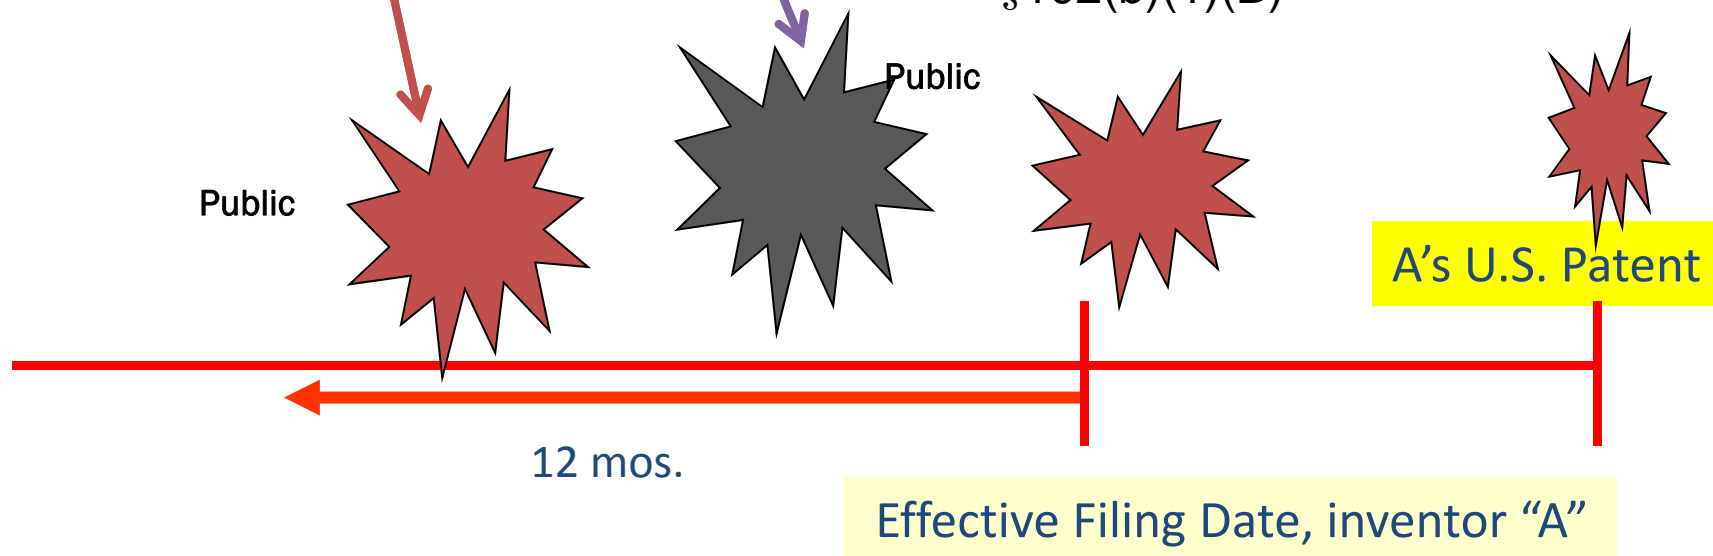 Public
Public
A's U.S. Patent
12 mos.
Effective Filing Date, inventor “A”